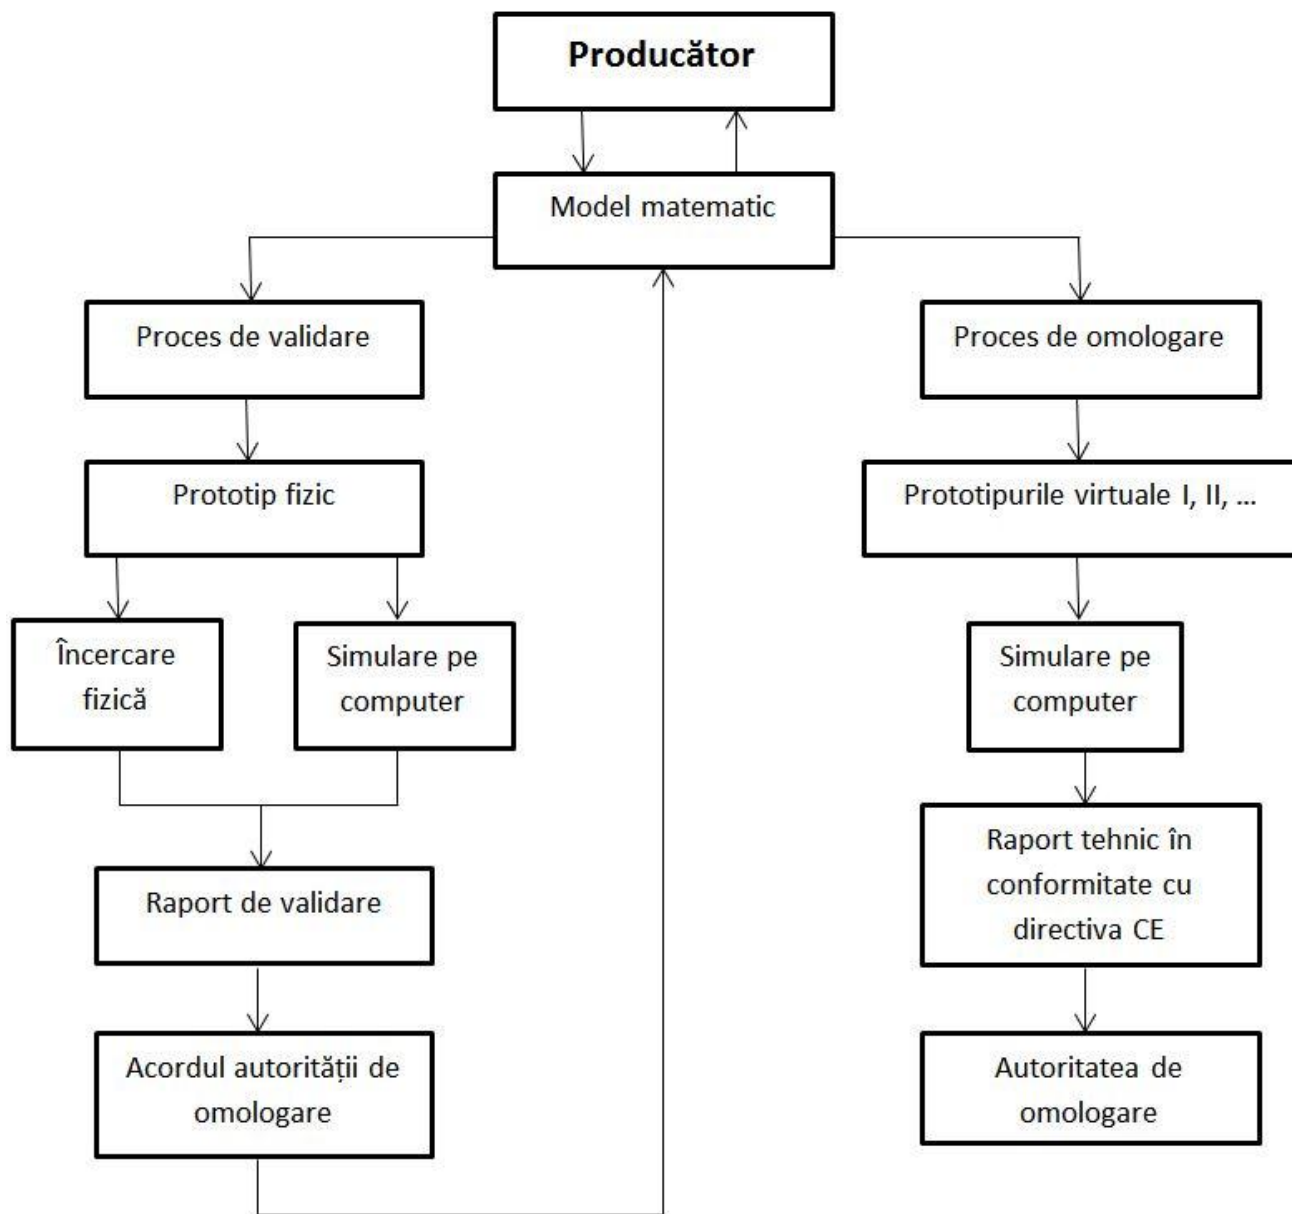 Producător
Model matematic
Proces de validare
Proces de omologare
Prototip fizic
Prototipurile virtuale I, II, ...
Încercare
fizică
Simulare pe
computer
Simulare pe
computer
Raport de validare
Raport tehnic în
conformitate cu
directiva CE
Acordul autorității de
omologare
Autoritatea de
omologare